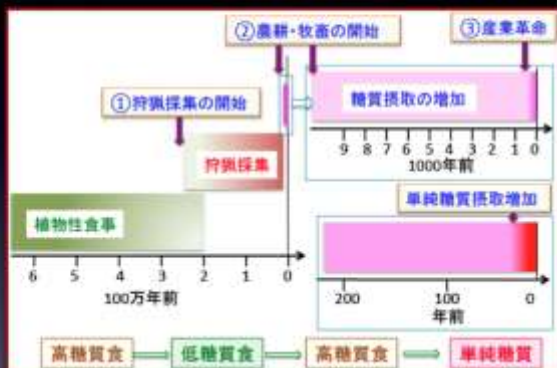 ②農耕・牧畜の開始
③産業革命
①狩猟採集の開始
糖質摂取の増加
9 8 7 6 5 4 3 2 1 0
1000年前
狩猟採集
植物性食事
単純糖質摂取増加
6 5 4 3 2 1 0
100万年前
200 100 0
年前
高糖質食
低糖質食
高糖質食
単純糖質